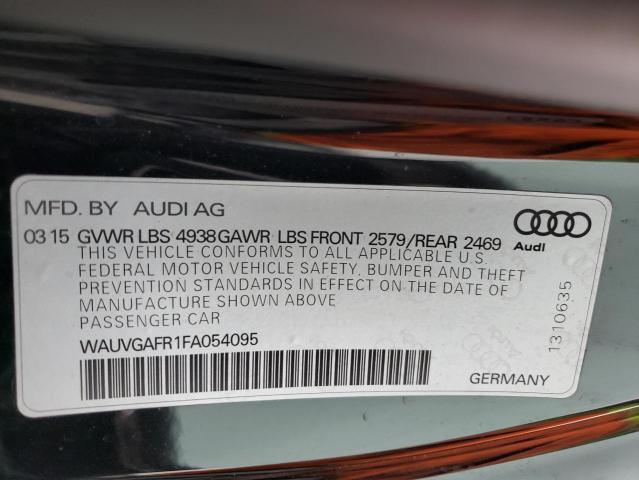 MFD. BY AUDI AG
03 15 GVWR LBS 4938 GAWR LBS FRONT 2579/REAR 2469
Audi
THIS VEHICLE CONFORMS TO ALL APPLICABLE U.S.
FEDERAL MOTOR VEHICLE SAFETY, BUMPER AND THEFT
PREVENTION STANDARDS IN EFFECT ON THE DATE OF
MANUFACTURE SHOWN ABOVE
PASSENGER CAR
WAUVGAFR1FA054095
1310635
GERMANY